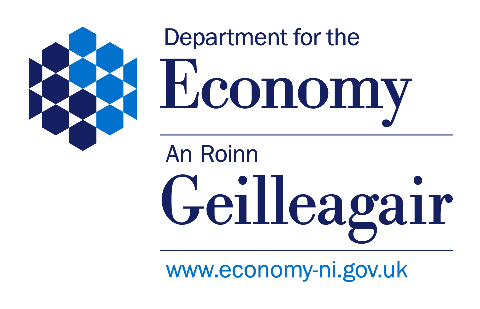 Department for the
Economy
An Roinn
Geilleagair
www.economy-ni.gov.uk